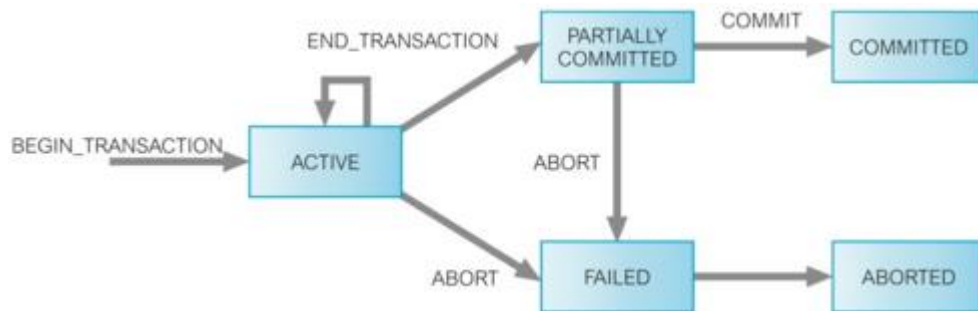 COMMIT
PARTIALLY
COMMITTED
COMMITTED
END_TRANSACTION
BEGIN_TRANSACTION
ACTIVE
ABORT
ABORT
FAILED
ABORTED